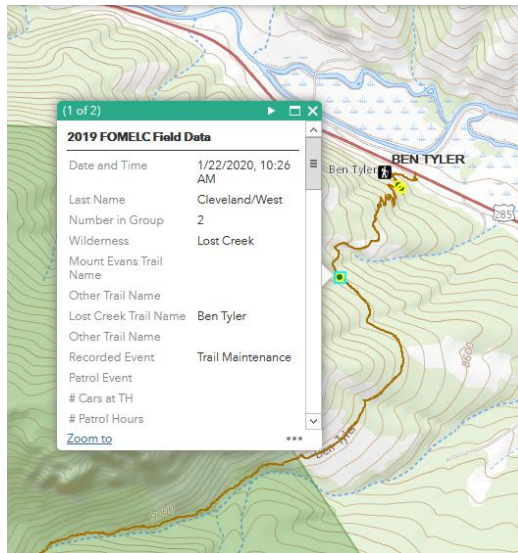 (1 of 2)
2019 FOMELC Field Data
Date and Time 1/22/2020, 10:26
AM
Last Name Cleveland/West
Number in Group 2
Wilderness Lost Creek
Mount Evans Trail
Name
Other Trail Name
Lost Creek Trail Name Ben Tyler
Other Trail Name
Recorded Event Trail Maintenance
Patrol Event
# Cars at TH
# Patrol Hours
Zoom to
BEN TYLER
Ben Tyler
285
8600
Ben Tyler
9000